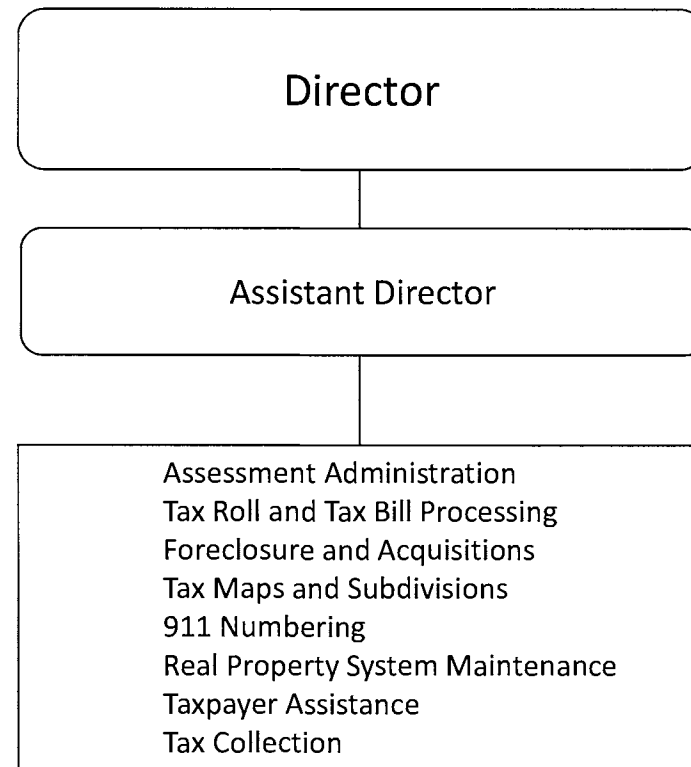 Director
Assistant Director
Assessment Administration
Tax Roll and Tax Bill Processing
Foreclosure and Acquisitions
Tax Maps and Subdivisions
911 Numbering
Real Property System Maintenance
Taxpayer Assistance
Tax Collection